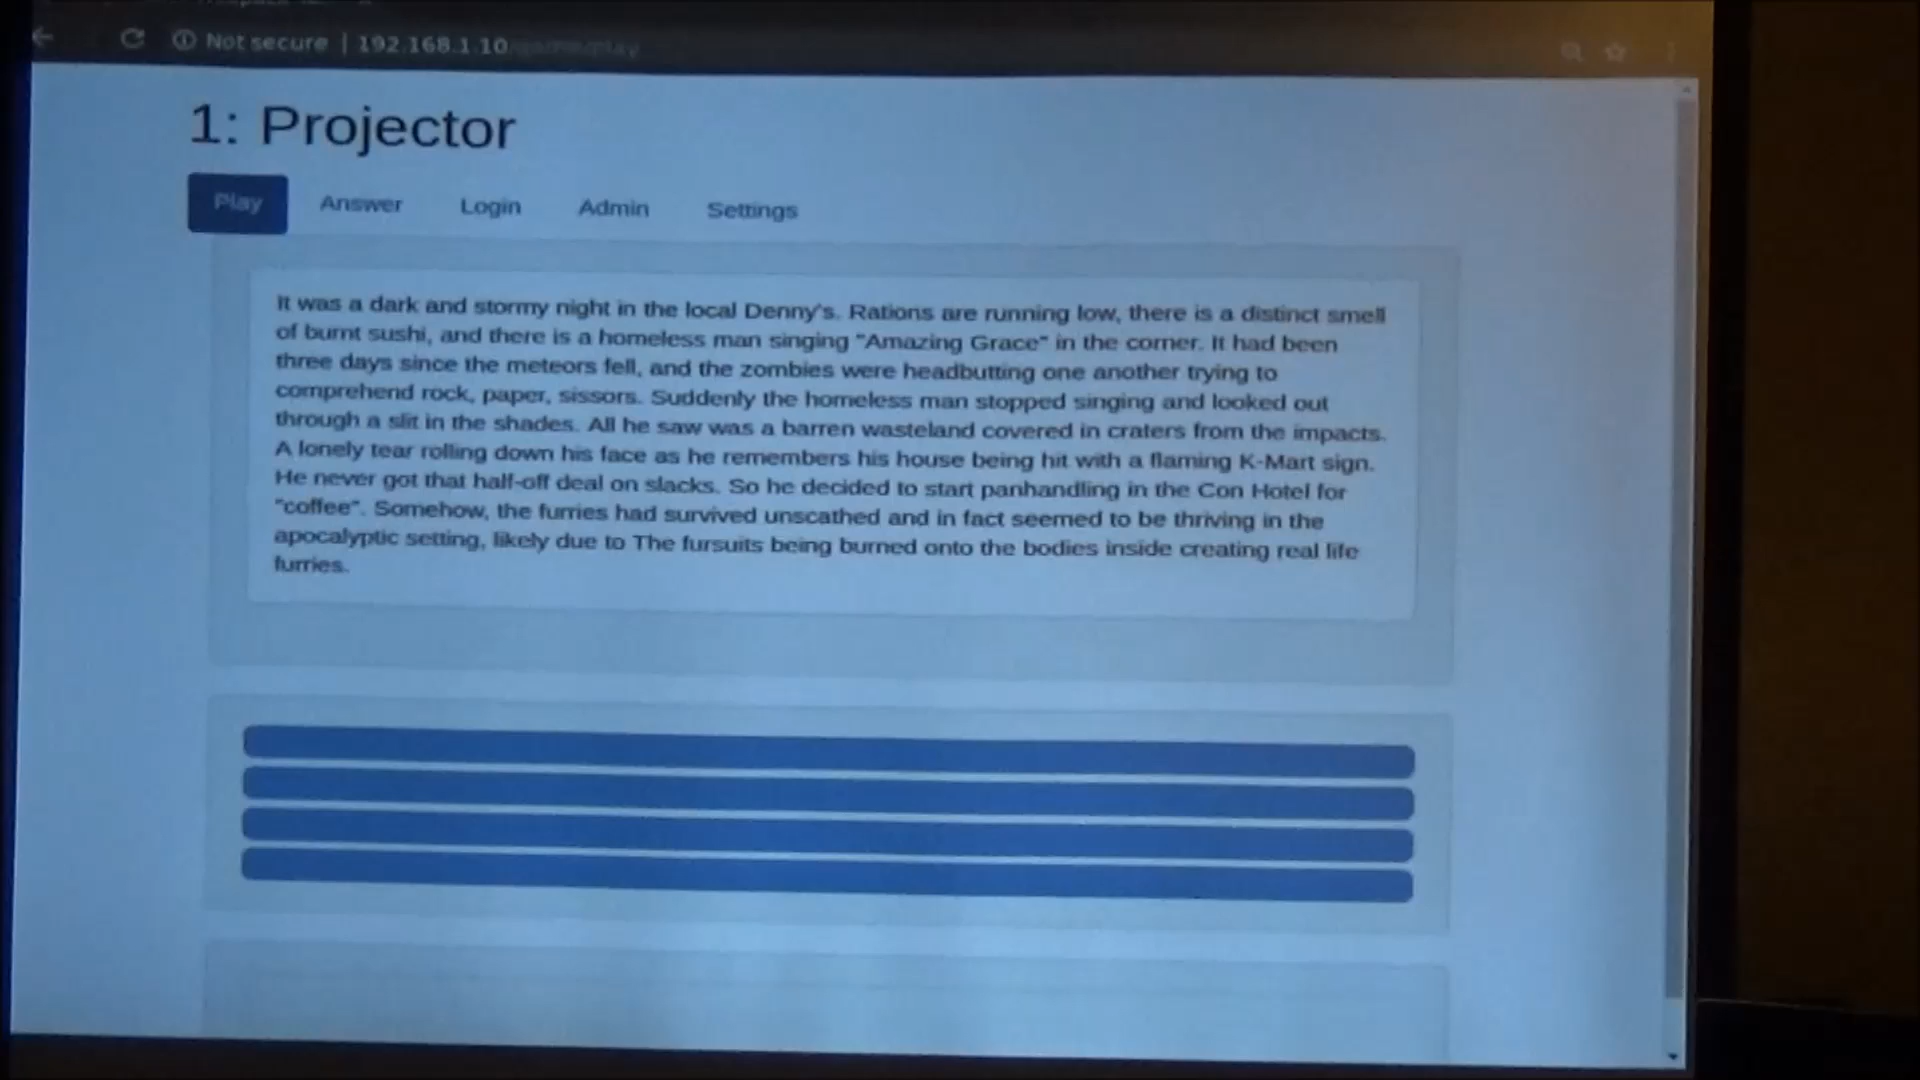 Not secure | 192.168.1.10
1: Projector
Play Answer Login Admin Settings
It was a dark and stormy night in the local Denny's. Rations are running low, there is a distinct smell
of burnt sushi, and there is a homeless man singing "Amazing Grace" in the corner. It had been
three days since the meteors fell, and the zombies were headbutting one another trying to
comprehend rock, paper, sissors. Suddenly the homeless man stopped singing and looked out
through a slit in the shades. All he saw was a barren wasteland covered in craters from the impacts.
A lonely tear rolling down his face as he remembers his house being hit with a flaming K-Mart sign.
He never got that half-off deal on slacks. So he decided to start panhandling in the Con Hotel for
"coffee". Somehow, the furries had survived unscathed and in fact seemed to be thriving in the
apocalyptic setting, likely due to The fursuits being burned onto the bodies inside creating real life
furries.